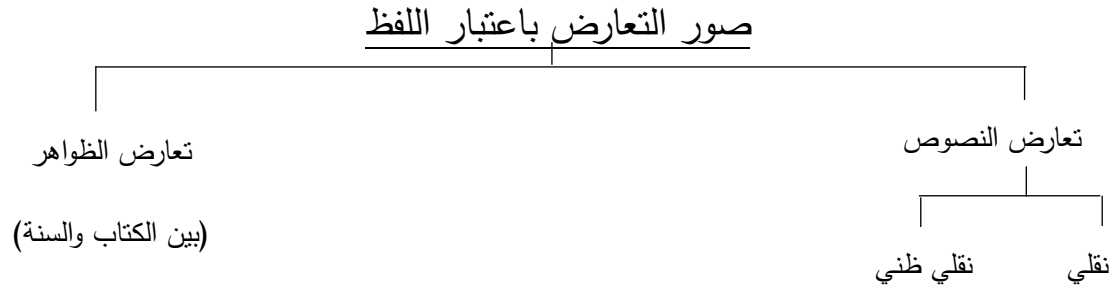 صور التعارض باعتبار اللفظ
تعارض النصوص
تعارض الظواهر
(بين الكتاب والسنة)
نقلي
نقلي ظني